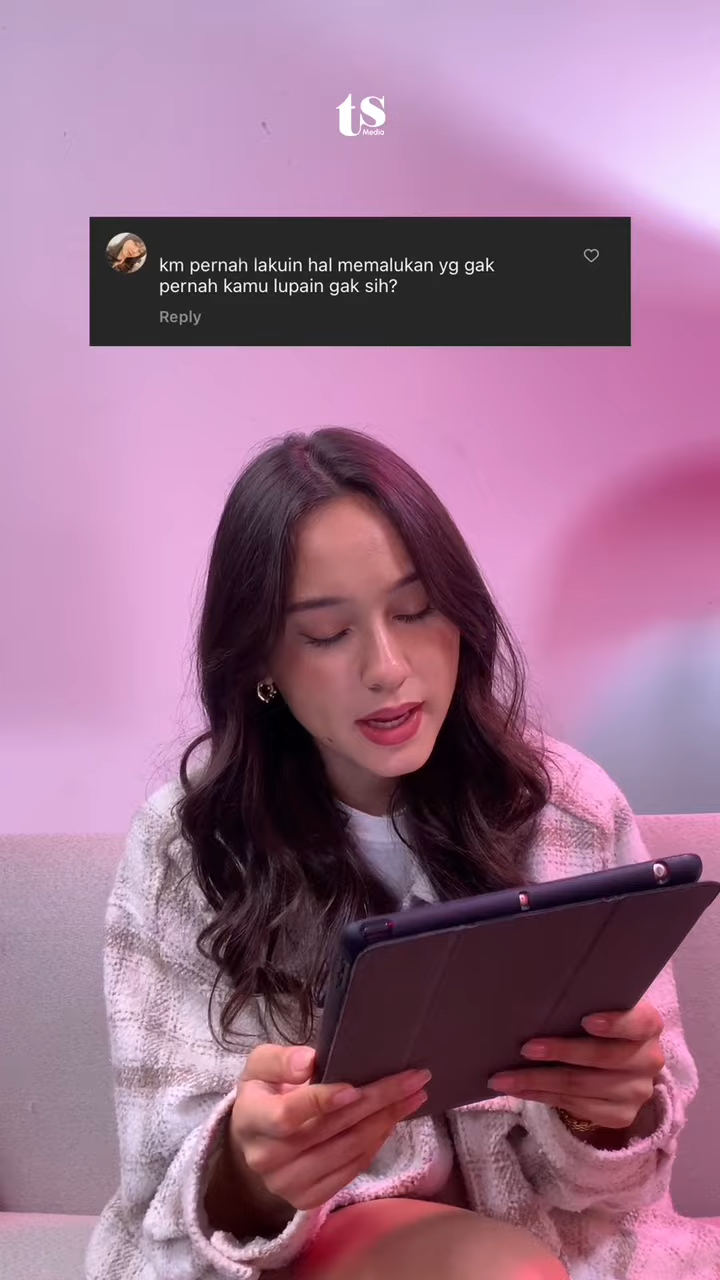 ts
Media
km pernah lakuin hal memalukan yg gak
pernah kamu lupain gak sih?
Reply